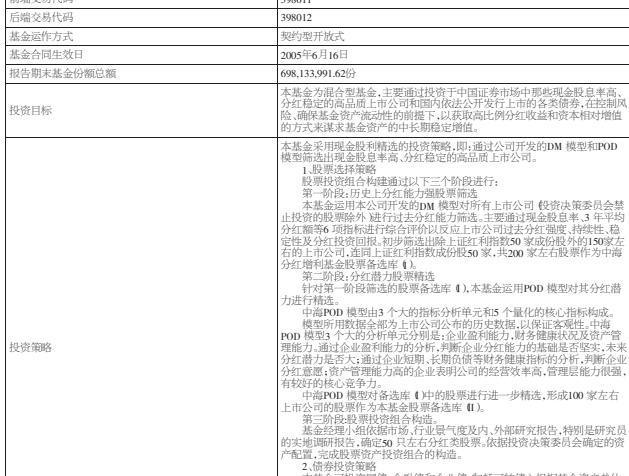 前端交易代码 398011
后端交易代码 398012
基金运作方式 契约型开放式
基金合同生效日 2005年6月16日
报告期末基金份额总额 698,133,991.62份
投资目标
本基金为混合型基金,主要通过投资于中国证券市场中那些现金股息率高、
分红稳定的高品质上市公司和国内依法公开发行上市的各类债券,在控制风
险、确保基金资产流动性的前提下,以获取高比例分红收益和资本相对增值
的方式来谋求基金资产的中长期稳定增值。
投资策略
本基金采用现金股利精选的投资策略,即:通过公司开发的DM 模型和POD
模型筛选出现金股息率高、分红稳定的高品质上市公司。
1、股票选择策略
股票投资组合构建通过以下三个阶段进行:
第一阶段:历史上分红能力强股票筛选
本基金运用本公司开发的DM 模型对所有上市公司(投资决策委员会禁
止投资的股票除外)进行过去分红能力筛选。主要通过现金股息率、3 年平均
分红额等6 项指标进行综合评价以反应上市公司过去分红强度、持续性、稳
定性及分红投资回报。初步筛选出除上证红利指数50 家成份股外的150家左
右的上市公司,连同上证红利指数成份股50 家,共200 家左右股票作为中海
分红增利基金股票备选库(I)。
第二阶段:分红潜力股票精选
针对第一阶段筛选的股票备选库(I),本基金运用POD 模型对其分红潜
力进行精选。
中海POD 模型由3 个大的指标分析单元和5 个量化的核心指标构成。
模型所用数据全部为上市公司公布的历史数据,以保证客观性。中海
POD 模型3 个大的分析单元分别是:企业盈利能力,财务健康状况及资产管
理能力。通过企业盈利能力的分析,判断企业分红能力的基础是否坚实,未来
分红潜力是否大;通过企业短期、长期负债等财务健康指标的分析,判断企业
分红意愿;资产管理能力高的企业表明公司的经营效率高,管理层能力很强,
有较好的核心竞争力。
中海POD 模型对备选库(I)中的股票进行进一步精选,形成100 家左右
上市公司的股票作为本基金股票备选库(II)。
第三阶段:股票投资组合构造。
基金经理小组依据市场、行业景气度及内、外部研究报告,特别是研究员
的实地调研报告,确定50 只左右分红类股票。依据投资决策委员会确定的资
产配置,完成股票资产投资组合的构造。
2、债券投资策略